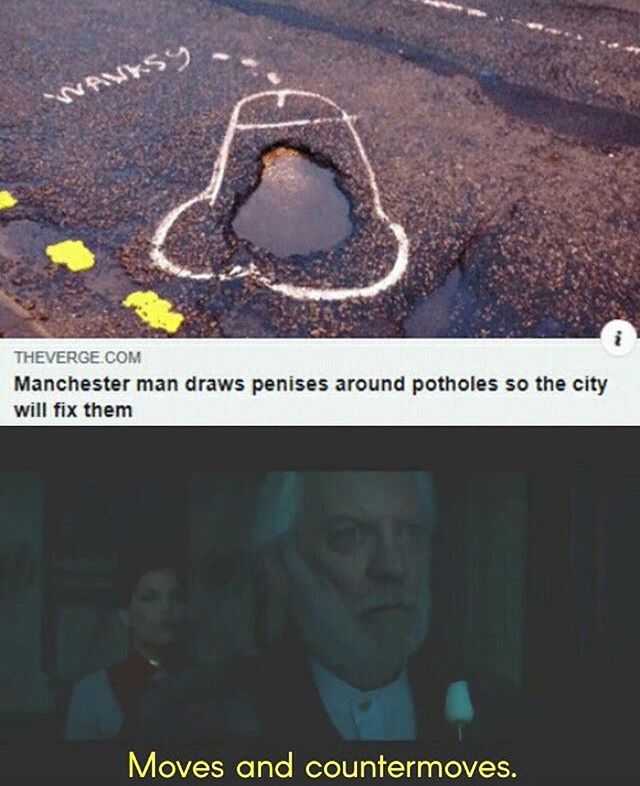 WANKSY
THEVERGE.COM
Manchester man draws penises around potholes so the city
will fix them
Moves and countermoves.